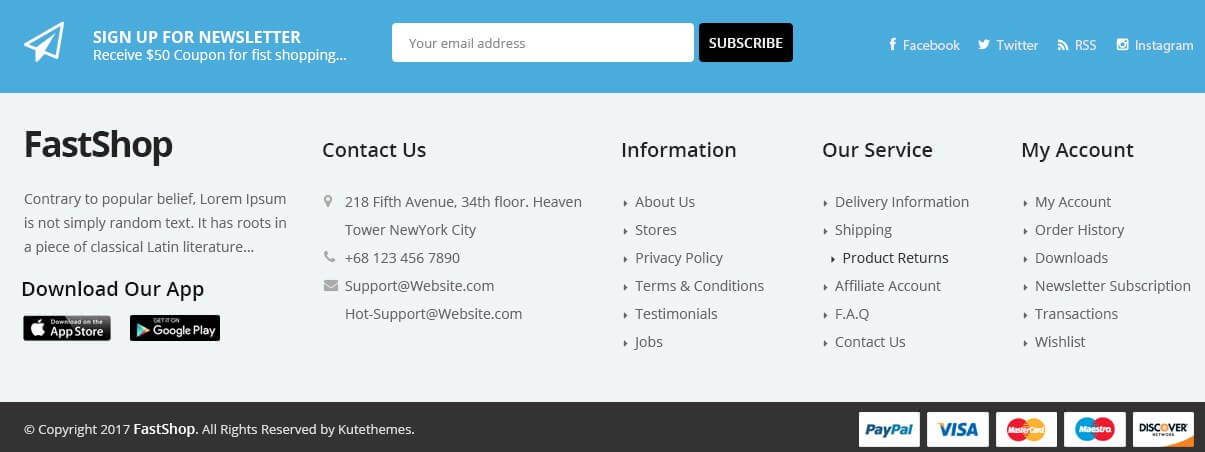 SIGN UP FOR NEWSLETTER
Receive $50 Coupon for fist shopping...
Your email address
SUBSCRIBE
Facebook
Twitter
RSS
Instagram
FastShop
Contrary to popular belief, Lorem Ipsum
is not simply random text. It has roots in
a piece of classical Latin literature...
Download Our App
Download on the
App Store
GET IT ON
Google Play
Contact Us
218 Fifth Avenue, 34th floor. Heaven
Tower NewYork City
+68 123 456 7890
Support@Website.com
Hot-Support@Website.com
Information
About Us
Stores
Privacy Policy
Terms & Conditions
Testimonials
Jobs
Our Service
Delivery Information
Shipping
Product Returns
Affiliate Account
F.A.Q
Contact Us
My Account
My Account
Order History
Downloads
Newsletter Subscription
Transactions
Wishlist
© Copyright 2017 FastShop. All Rights Reserved by Kutethemes.
PayPal
VISA
MasterCard
Maestro
DISCOVER
NETWORK